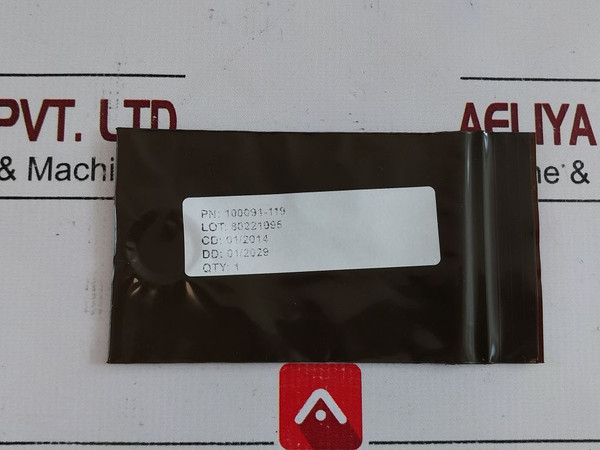 PVT. LTD
AELIYA
& Machi
ne &
PN: 100091-119
LOT: 80221995
CD: 01/2014
DD: 01/2029
QTY: 1